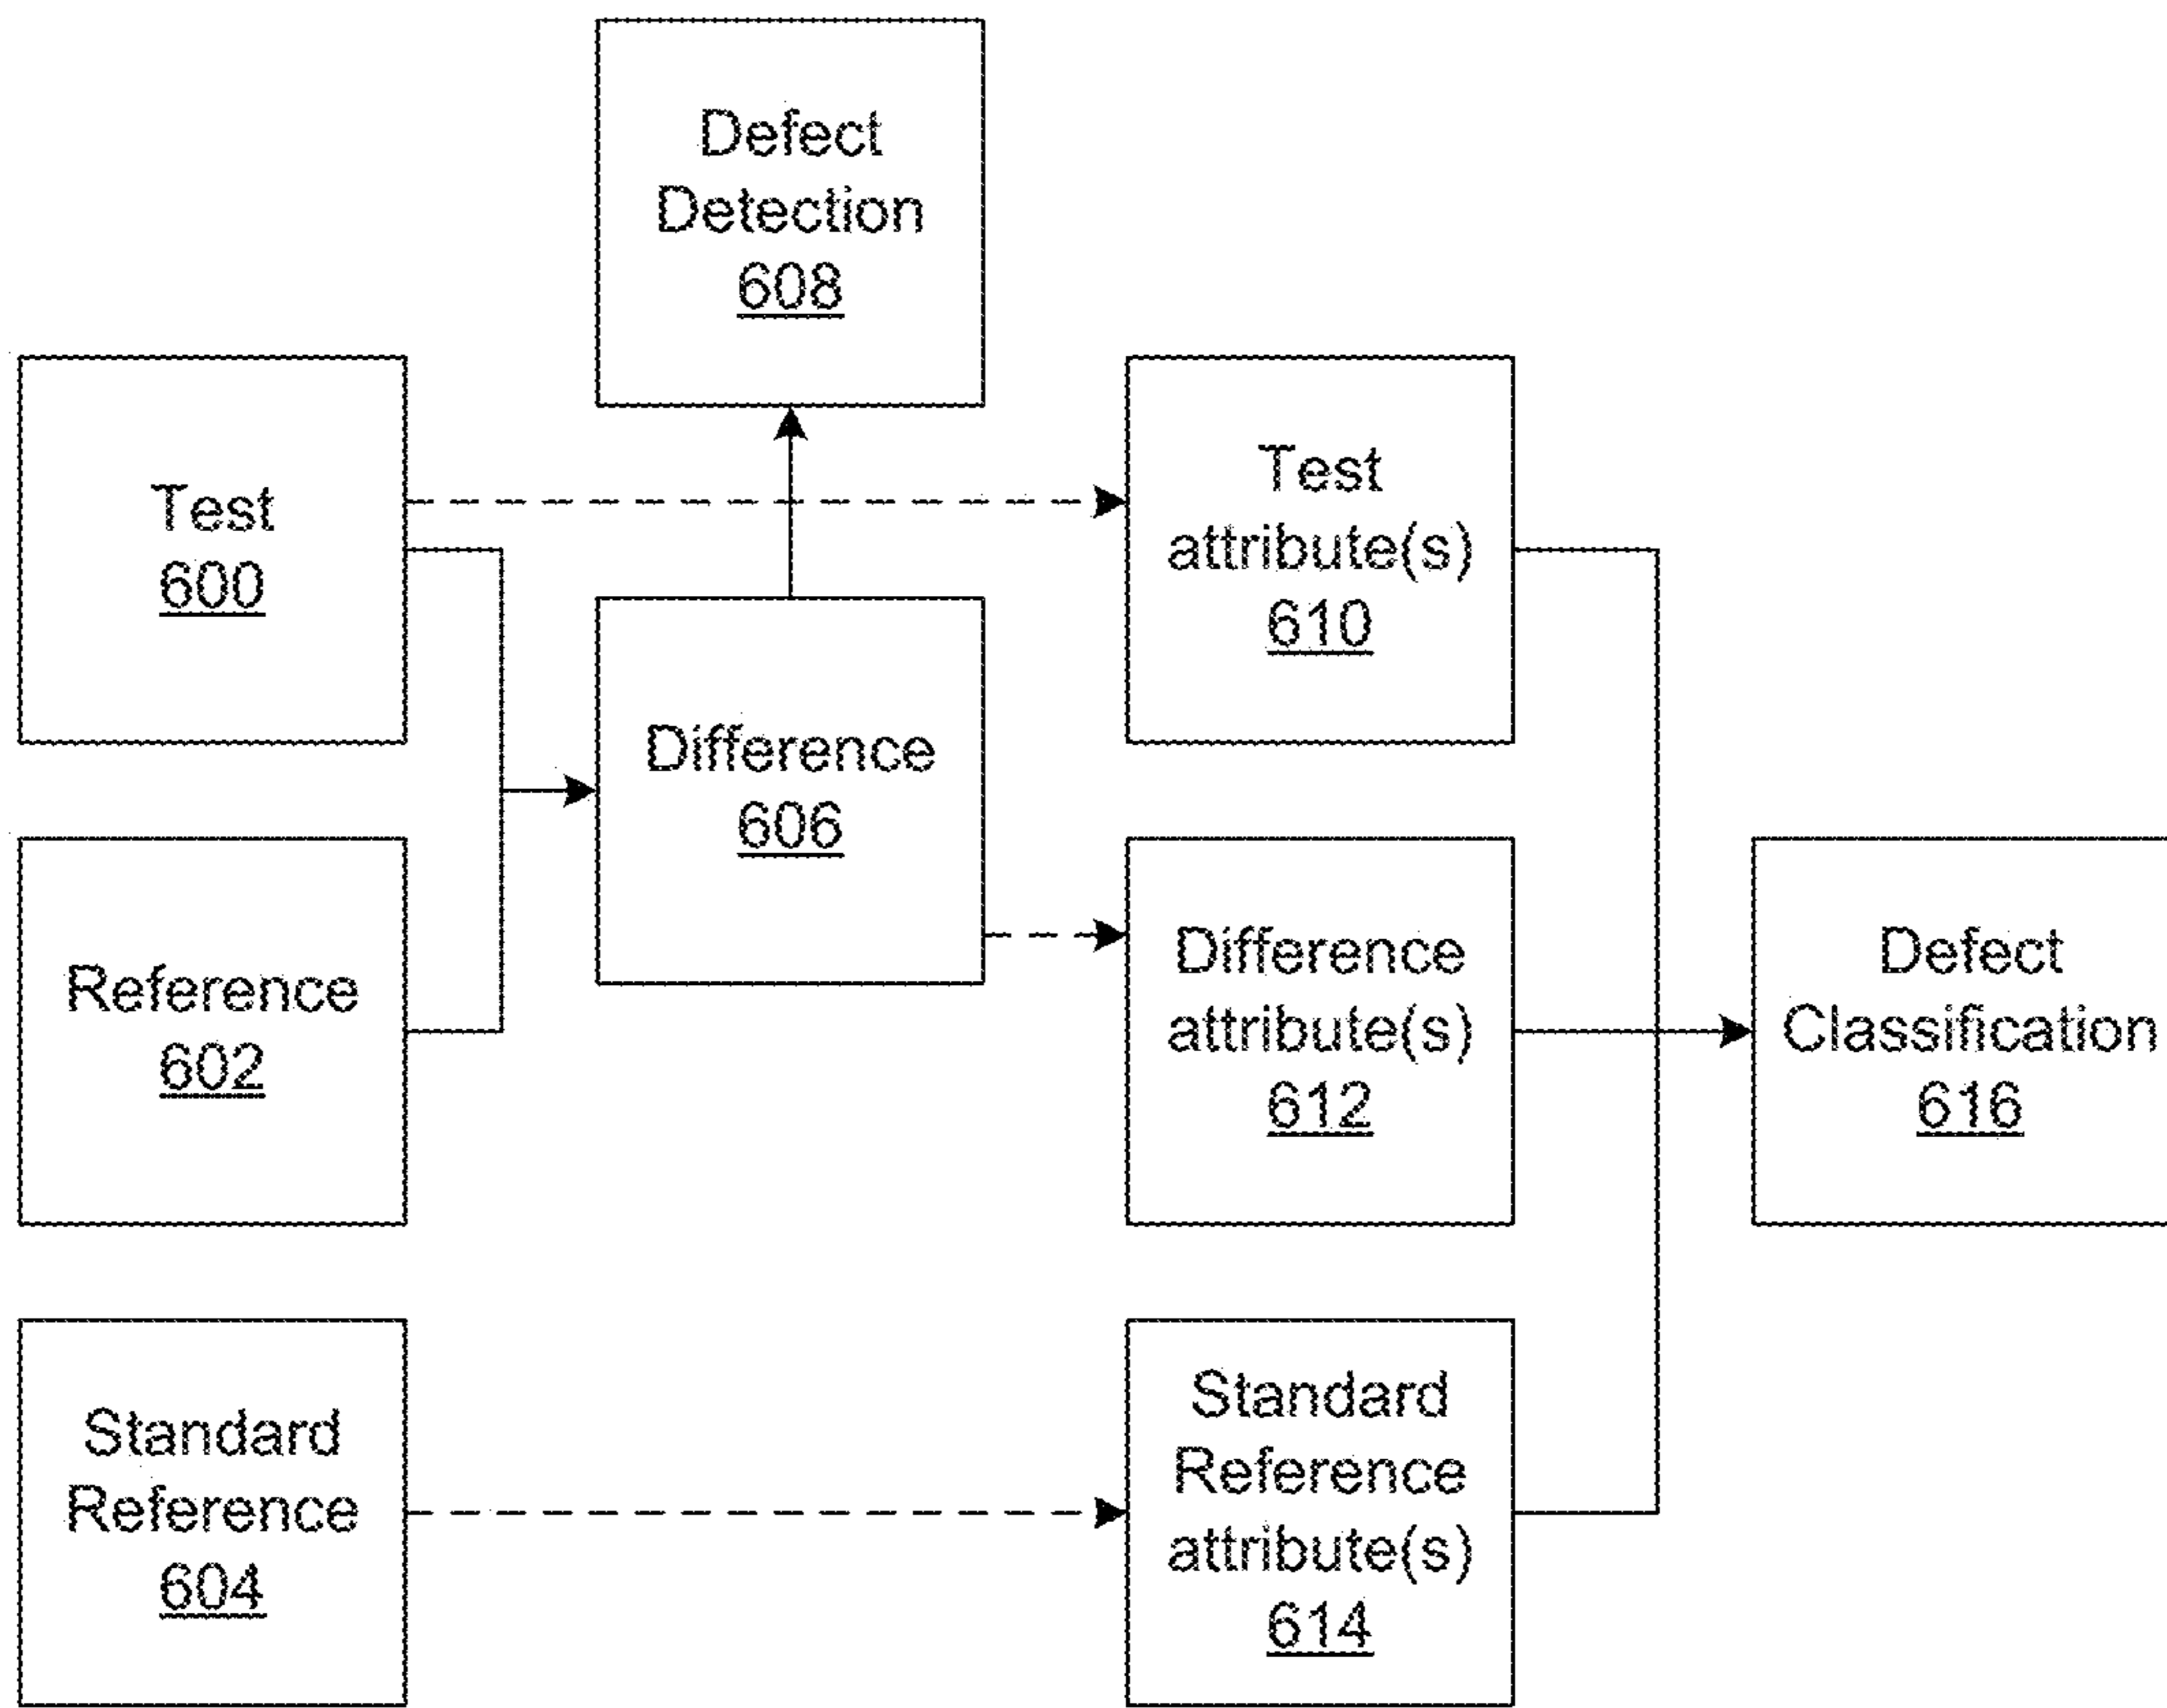 Defect
Detection
608
Test
600
Test
attribute(s)
610
Difference
606
Reference
602
Difference
attribute(s)
612
Defect
Classification
616
Standard
Reference
604
Standard
Reference
attribute(s)
614